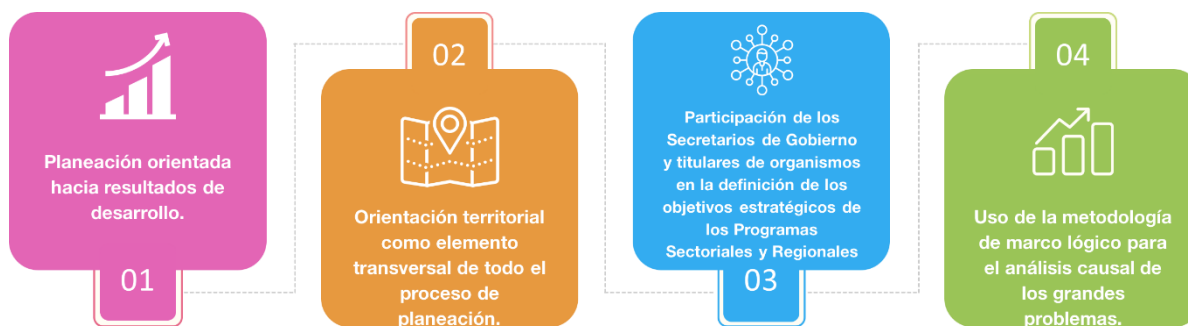 Planeación orientada
hacia resultados de
desarrollo.
01
02
Orientación territorial
como elemento
transversal de todo el
proceso de
planeación.
Participación de los
Secretarios de Gobierno
y titulares de organismos
en la definición de los
objetivos estratégicos de
los Programas
Sectoriales y Regionales
03
04
Uso de la metodología
de marco lógico para
el análisis causal de
los grandes
problemas.